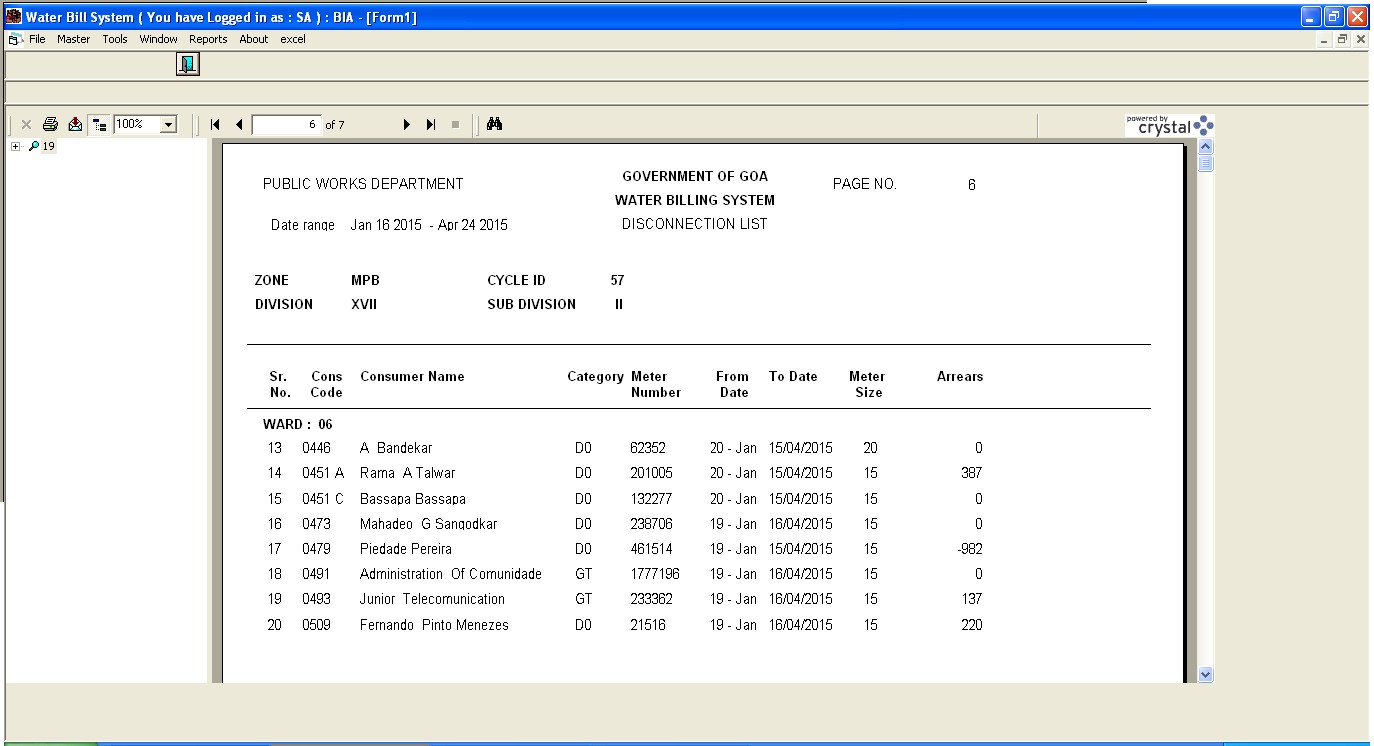 Water Bill System ( You have Logged in as : SA ) : BIA - [Form1]
File Master Tools Window Reports About excel
100% 6 of 7 powered by crystal
19
PUBLIC WORKS DEPARTMENT GOVERNMENT OF GOA PAGE NO. 6
WATER BILLING SYSTEM
Date range Jan 16 2015 - Apr 24 2015 DISCONNECTION LIST
ZONE MPB CYCLE ID 57
DIVISION XVII SUB DIVISION II
Sr. Cons Consumer Name Category Meter From To Date Meter Arrears
No. Code Number Date Size
WARD : 06
13 0446 A Bandekar D0 62352 20 - Jan 15/04/2015 20 0
14 0451 A Rama A Talwar D0 201005 20 - Jan 15/04/2015 15 387
15 0451 C Bassapa Bassapa D0 132277 20 - Jan 15/04/2015 15 0
16 0473 Mahadeo G Sangodkar D0 238706 19 - Jan 16/04/2015 15 0
17 0479 Piedade Pereira D0 461514 19 - Jan 15/04/2015 15 -982
18 0491 Administration Of Comunidade GT 1777196 19 - Jan 16/04/2015 15 0
19 0493 Junior Telecomunication GT 233362 19 - Jan 16/04/2015 15 137
20 0509 Fernando Pinto Menezes D0 21516 19 - Jan 16/04/2015 15 220